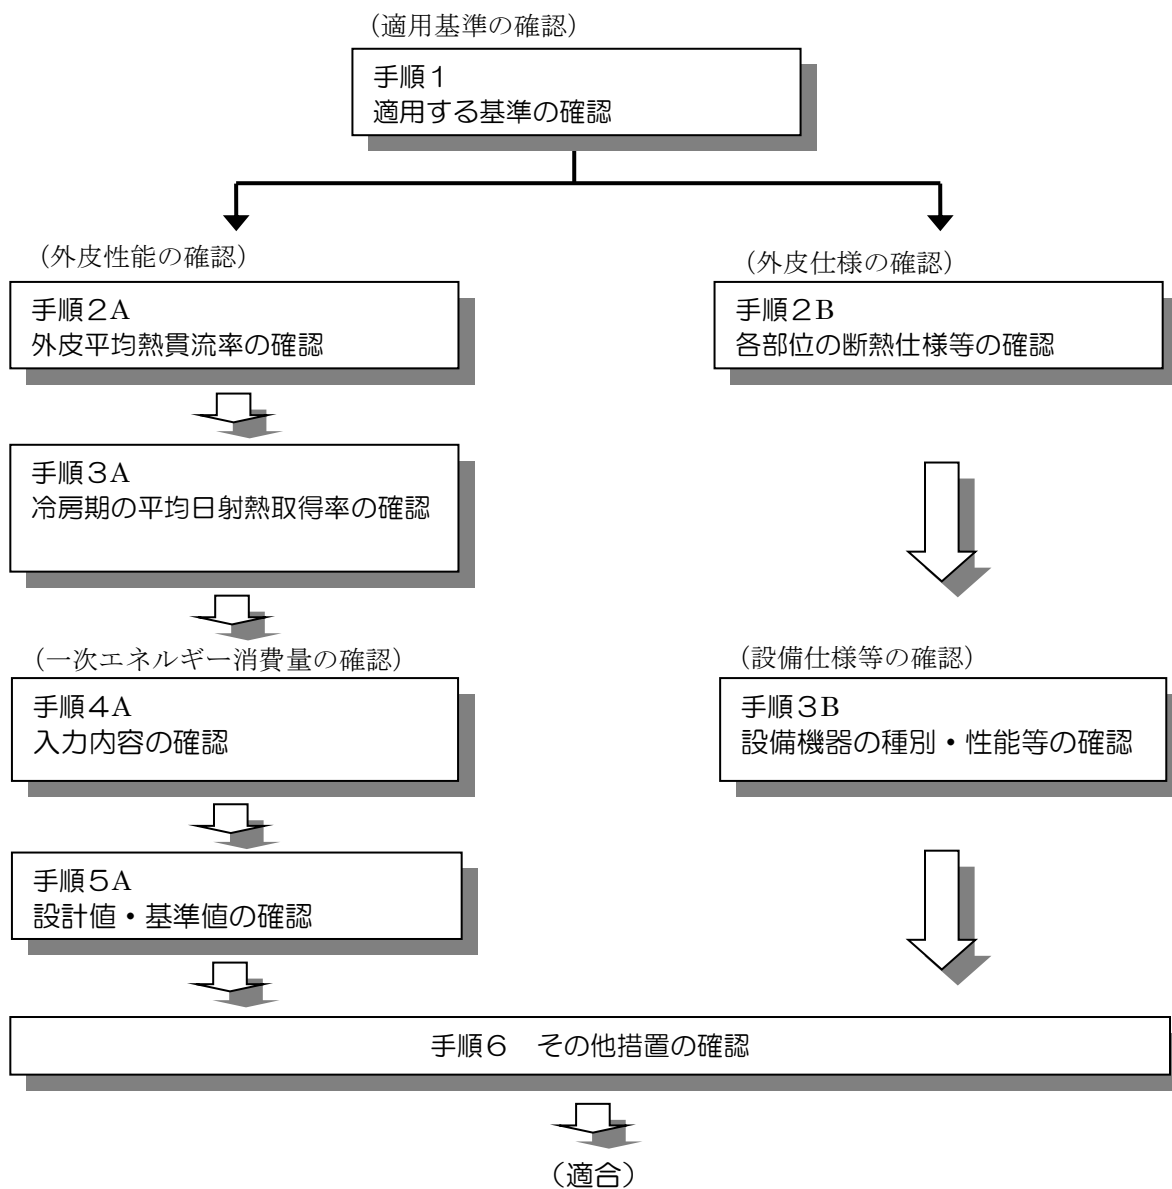 （適用基準の確認）
手順１
適用する基準の確認
（外皮性能の確認）
手順２A
外皮平均熱貫流率の確認
手順３A
冷房期の平均日射熱取得率の確認
（一次エネルギー消費量の確認）
手順４A
入力内容の確認
手順５A
設計値・基準値の確認
（外皮仕様の確認）
手順２B
各部位の断熱仕様等の確認
（設備仕様等の確認）
手順３B
設備機器の種別・性能等の確認
手順６　その他措置の確認
（適合）